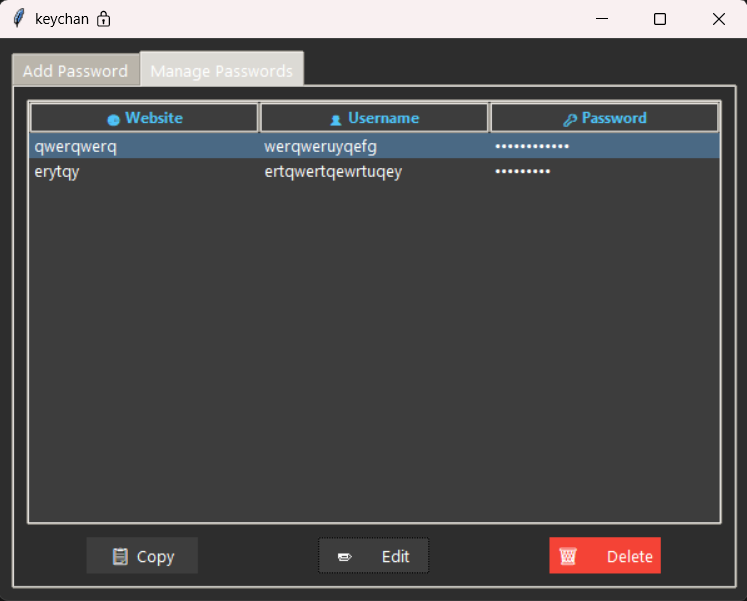 keychan
Add Password Manage Passwords
Website Username Password
qwerqwerq werqweruyqefg ••••••••••••
erytqy ertqwertqewrtuqey •••••••••
Copy Edit Delete